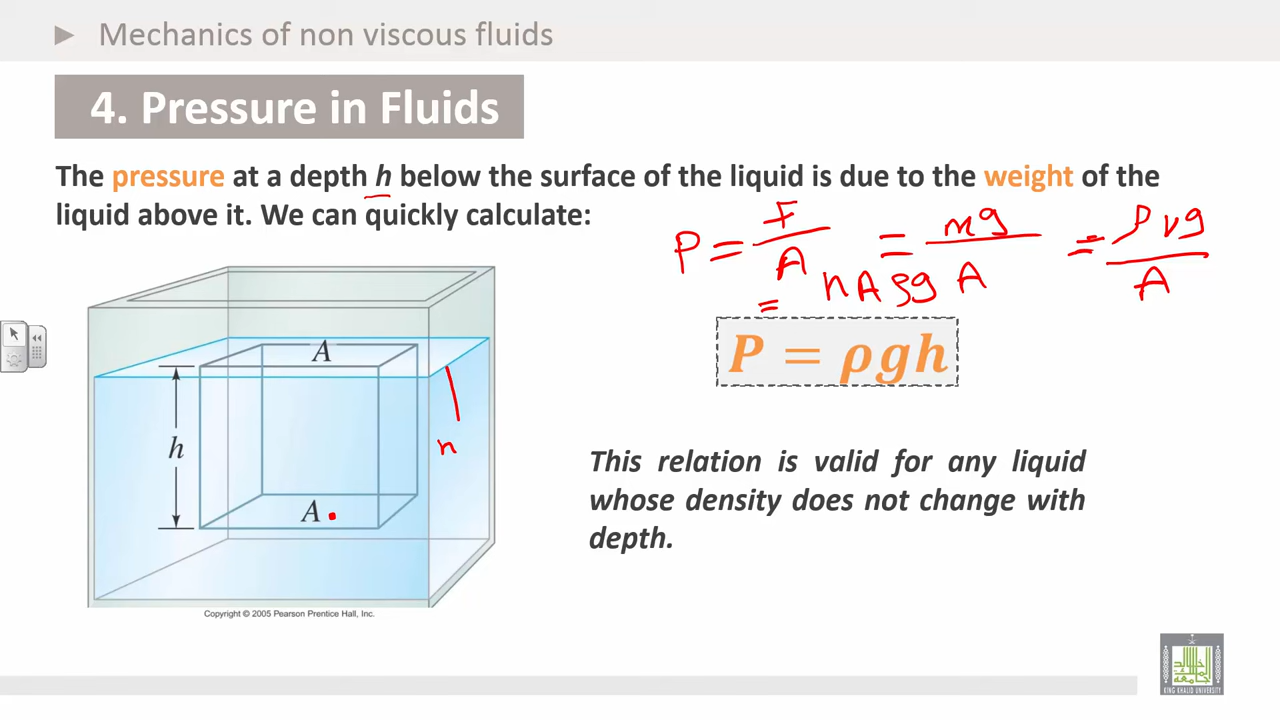 ► Mechanics of non viscous fluids
4. Pressure in Fluids
The pressure at a depth h below the surface of the liquid is due to the weight of the
liquid above it. We can quickly calculate:
P = F/A = mg/A = ρvg/A
= hAρg
P = ρgh
A
h
h
A
This relation is valid for any liquid
whose density does not change with
depth.
Copyright © 2005 Pearson Prentice Hall, Inc.
KING KHALID UNIVERSITY